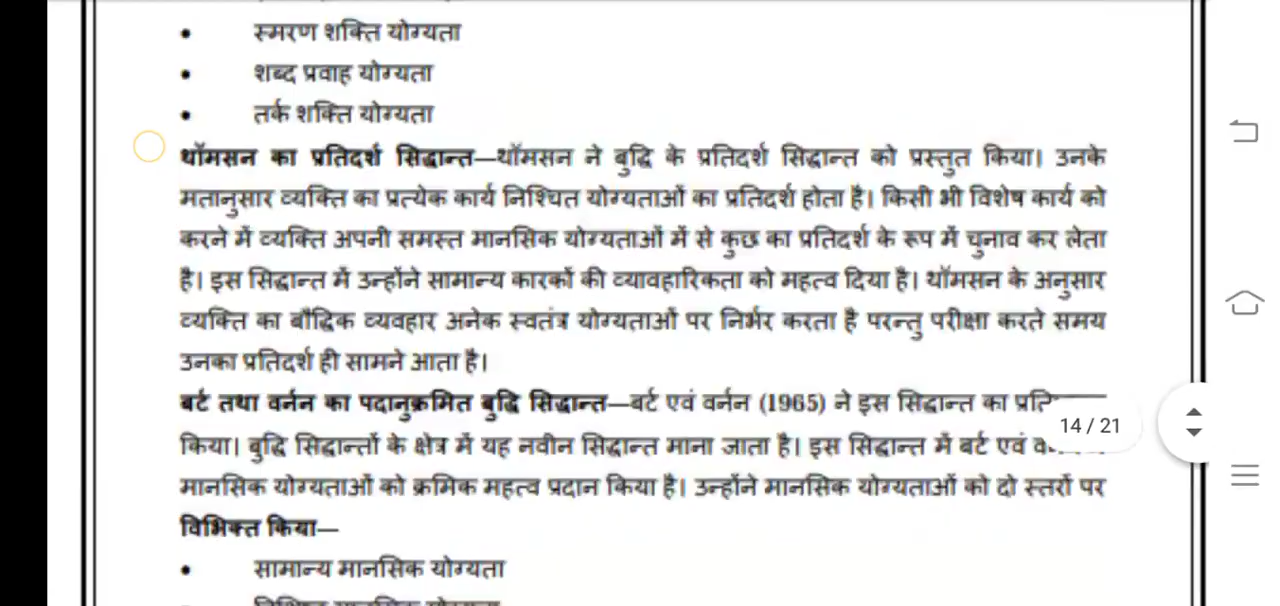 • स्मरण शक्ति योग्यता
• शब्द प्रवाह योग्यता
• तर्क शक्ति योग्यता
थॉमसन का प्रतिदर्श सिद्धान्त—थॉमसन ने बुद्धि के प्रतिदर्श सिद्धान्त को प्रस्तुत किया। उनके
मतानुसार व्यक्ति का प्रत्येक कार्य निश्चित योग्यताओं का प्रतिदर्श होता है। किसी भी विशेष कार्य को
करने में व्यक्ति अपनी समस्त मानसिक योग्यताओं में से कुछ का प्रतिदर्श के रूप में चुनाव कर लेता
है। इस सिद्धान्त में उन्होंने सामान्य कारकों की व्यावहारिकता को महत्व दिया है। थॉमसन के अनुसार
व्यक्ति का बौद्धिक व्यवहार अनेक स्वतंत्र योग्यताओं पर निर्भर करता है परन्तु परीक्षा करते समय
उनका प्रतिदर्श ही सामने आता है।
बर्ट तथा वर्नन का पदानुक्रमित बुद्धि सिद्धान्त—बर्ट एवं वर्नन (1965) ने इस सिद्धान्त का
14 / 21
किया। बुद्धि सिद्धान्तों के क्षेत्र में यह नवीन सिद्धान्त माना जाता है। इस सिद्धान्त में बर्ट एवं
मानसिक योग्यताओं को क्रमिक महत्व प्रदान किया है। उन्होंने मानसिक योग्यताओं को दो स्तरों पर
विभिक्त किया—
• सामान्य मानसिक योग्यता